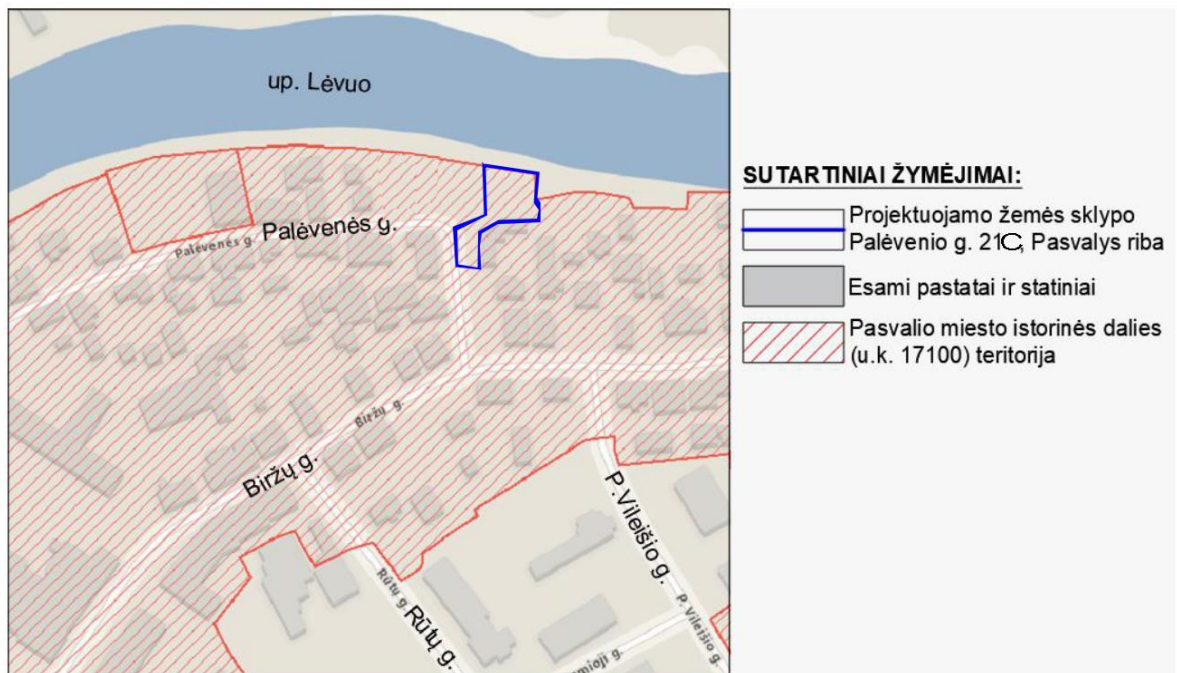 up. Lėvuo
Palėvenės g.
Palėvenės g.
Biržų g.
Biržų g.
P.Vileišio g.
P. Vileišio g.
Rūtų g.
Rūtų g.
mioji g.
SUTARTINIAI ŽYMĖJIMAI:
Projektuojamo žemės sklypo
Palėvenio g. 21C, Pasvalys riba
Esami pastatai ir statiniai
Pasvalio miesto istorinės dalies
(u.k. 17100) teritorija